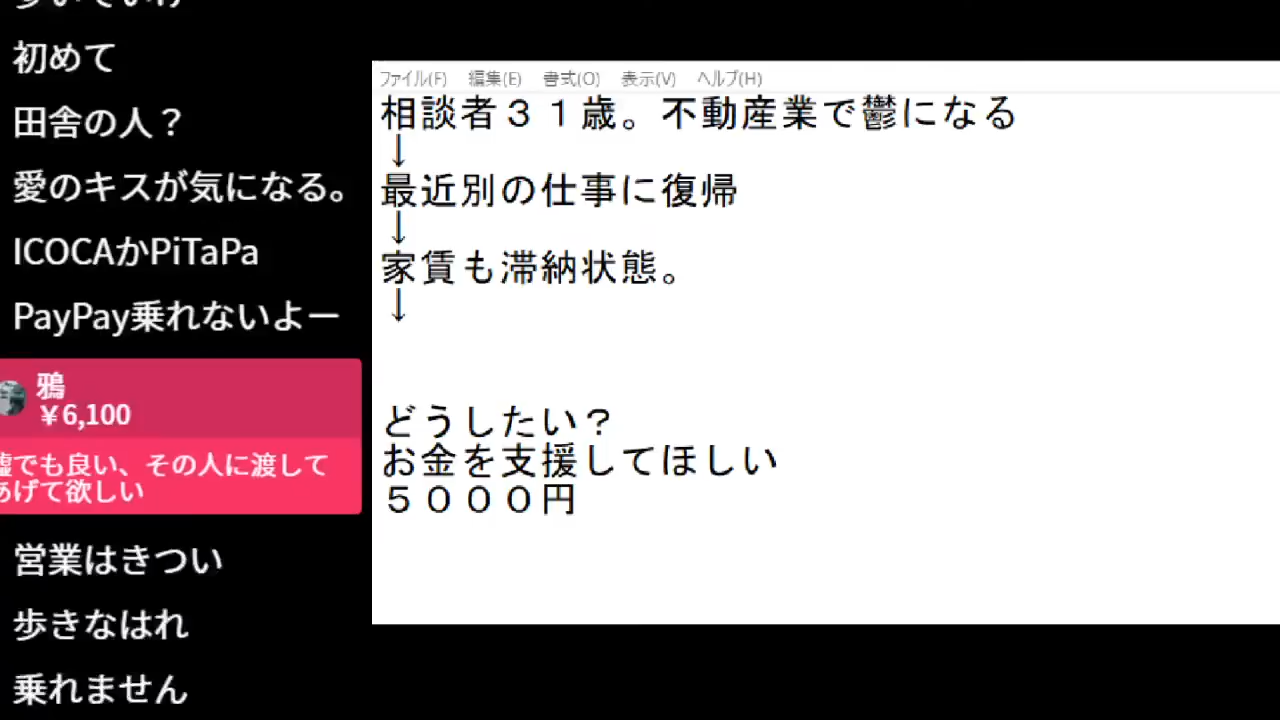 初めて
田舎の人？
愛のキスが気になる。
ICOCAかPiTaPa
PayPay乗れないよー
鴉
￥6,100
でも良い、その人に渡して
あげて欲しい
営業はきつい
歩きなはれ
乗れません
ファイル(F) 編集(E) 書式(O) 表示(V) ヘルプ(H)
相談者３１歳。不動産業で鬱になる
↓
最近別の仕事に復帰
↓
家賃も滞納状態。
↓
どうしたい？
お金を支援してほしい
５０００円